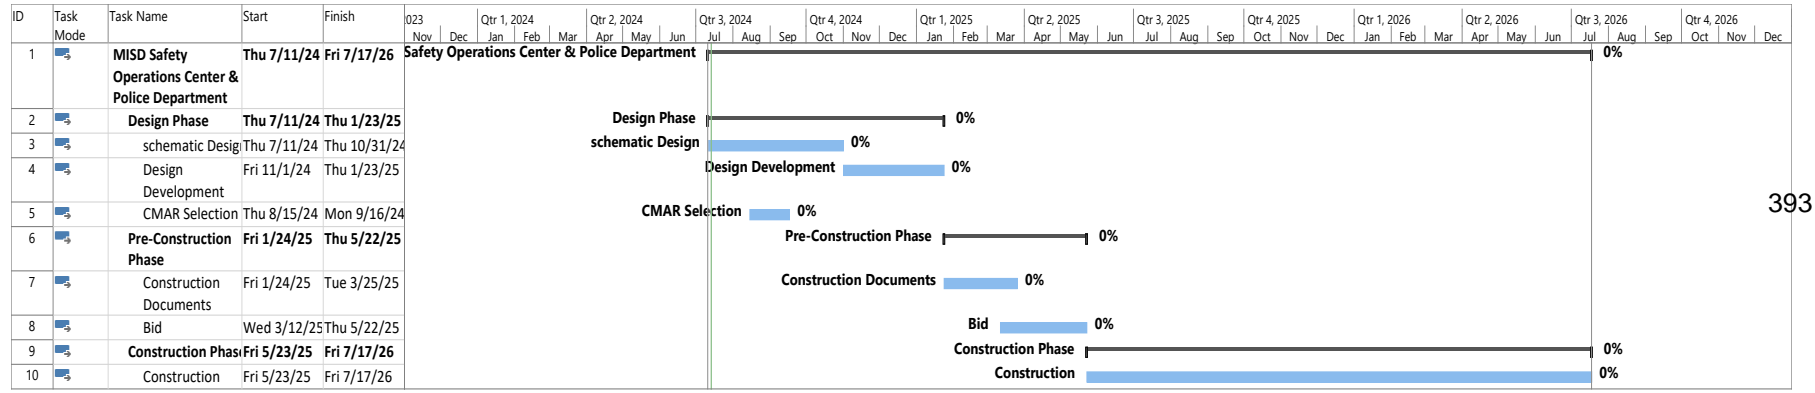 ID Task Mode Task Name Start Finish 023 Qtr 1, 2024 Qtr 2, 2024 Qtr 3, 2024 Qtr 4, 2024 Qtr 1, 2025 Qtr 2, 2025 Qtr 3, 2025 Qtr 4, 2025 Qtr 1, 2026 Qtr 2, 2026 Qtr 3, 2026 Qtr 4, 2026
Nov Dec Jan Feb Mar Apr May Jun Jul Aug Sep Oct Nov Dec Jan Feb Mar Apr May Jun Jul Aug Sep Oct Nov Dec Jan Feb Mar Apr May Jun Jul Aug Sep Oct Nov Dec
1 MISD Safety Thu 7/11/24 Fri 7/17/26 Safety Operations Center & Police Department 0%
Operations Center &
Police Department
2 Design Phase Thu 7/11/24 Thu 1/23/25 Design Phase 0%
3 schematic Desig Thu 7/11/24 Thu 10/31/24 schematic Design 0%
4 Design Fri 11/1/24 Thu 1/23/25 Design Development 0%
Development
5 CMAR Selection Thu 8/15/24 Mon 9/16/24 CMAR Selection 0%
393
6 Pre-Construction Fri 1/24/25 Thu 5/22/25 Pre-Construction Phase 0%
Phase
7 Construction Fri 1/24/25 Tue 3/25/25 Construction Documents 0%
Documents
8 Bid Wed 3/12/25 Thu 5/22/25 Bid 0%
9 Construction Phase Fri 5/23/25 Fri 7/17/26 Construction Phase 0%
10 Construction Fri 5/23/25 Fri 7/17/26 Construction 0%